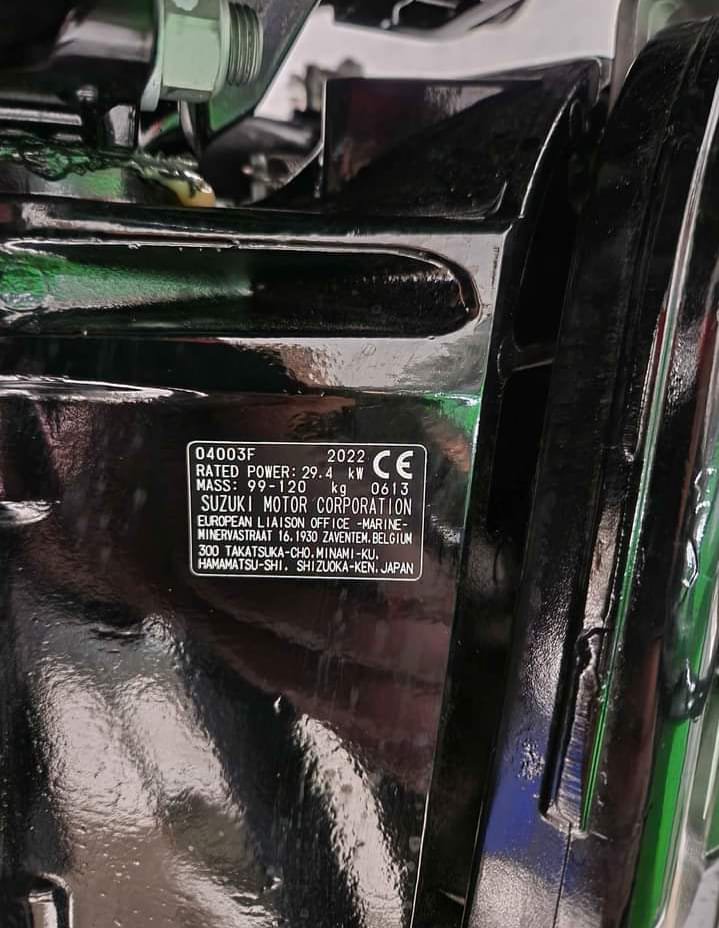 04003F 2022 CE
RATED POWER: 29.4 kW
MASS: 99-120 kg 0613
SUZUKI MOTOR CORPORATION
EUROPEAN LIAISON OFFICE -MARINE-
MINERVASTRAAT 16.1930 ZAVENTEM.BELGIUM
300 TAKATSUKA-CHO.MINAMI-KU.
HAMAMATSU-SHI. SHIZUOKA-KEN.JAPAN